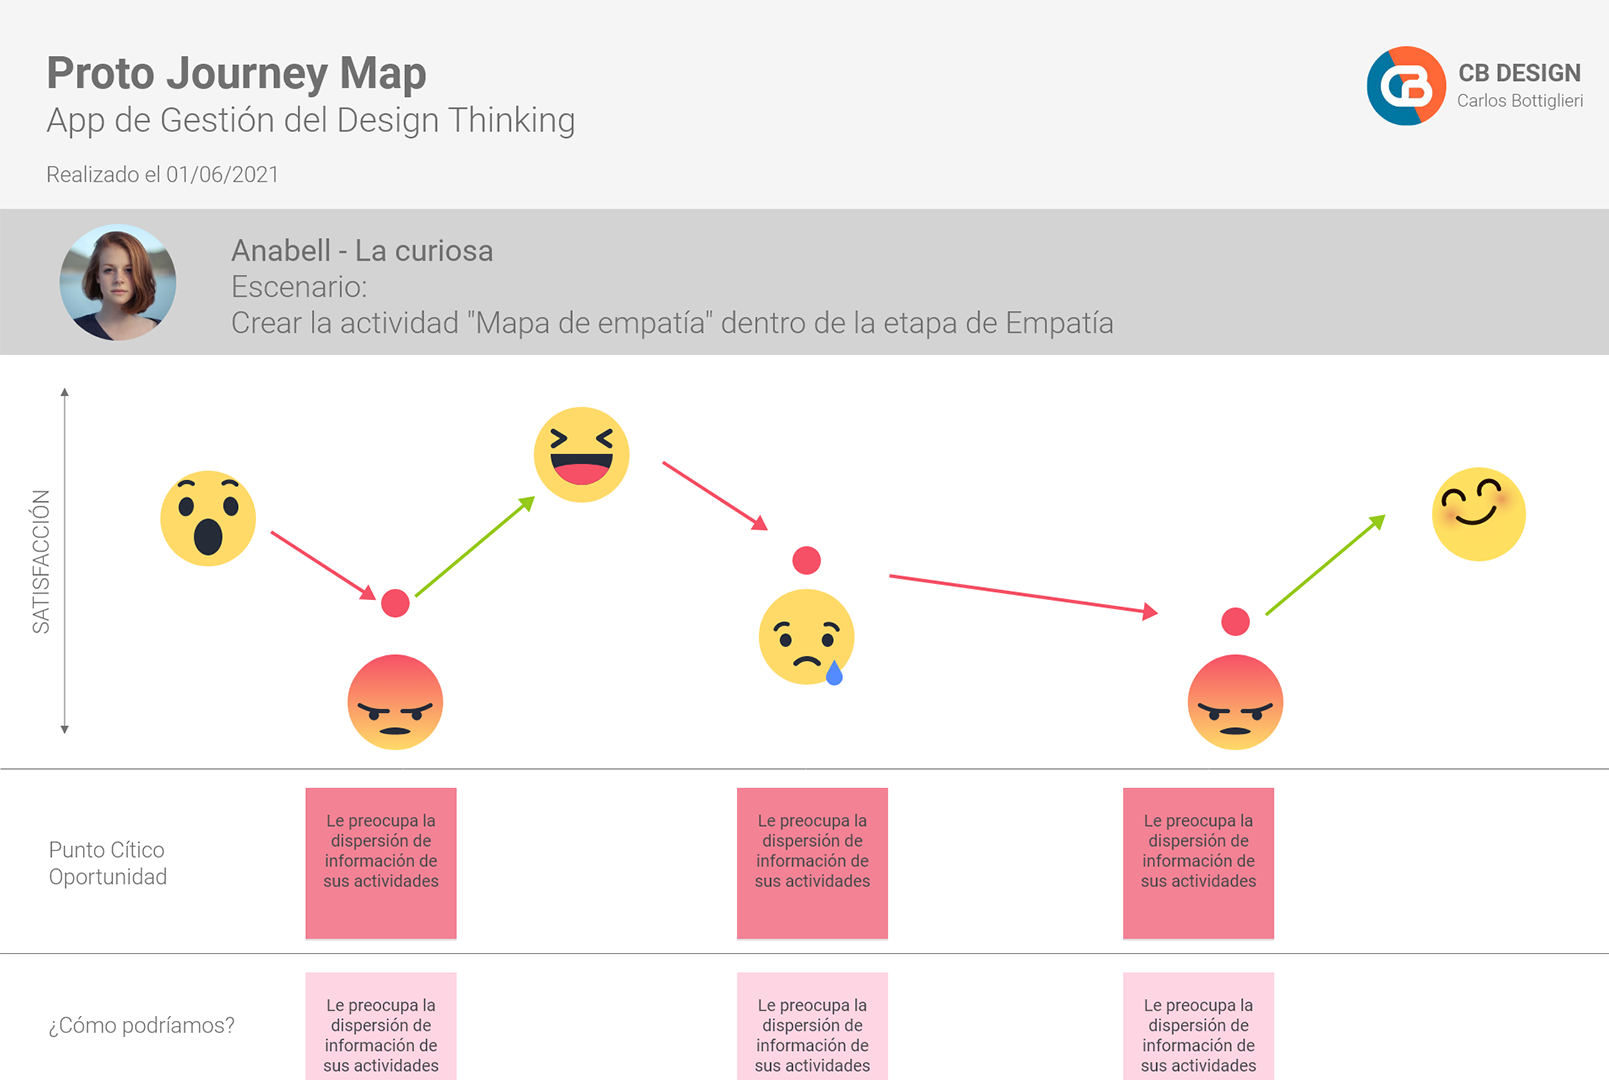 Proto Journey Map
App de Gestión del Design Thinking
Realizado el 01/06/2021
CB
CB DESIGN
Carlos Bottiglieri
Anabell - La curiosa
Escenario:
Crear la actividad "Mapa de empatía" dentro de la etapa de Empatía
SATISFACCIÓN
Punto Cítico
Oportunidad
Le preocupa la
dispersión de
información de
sus actividades
Le preocupa la
dispersión de
información de
sus actividades
Le preocupa la
dispersión de
información de
sus actividades
¿Cómo podríamos?
Le preocupa la
dispersión de
información de
sus actividades
Le preocupa la
dispersión de
información de
sus actividades
Le preocupa la
dispersión de
información de
sus actividades